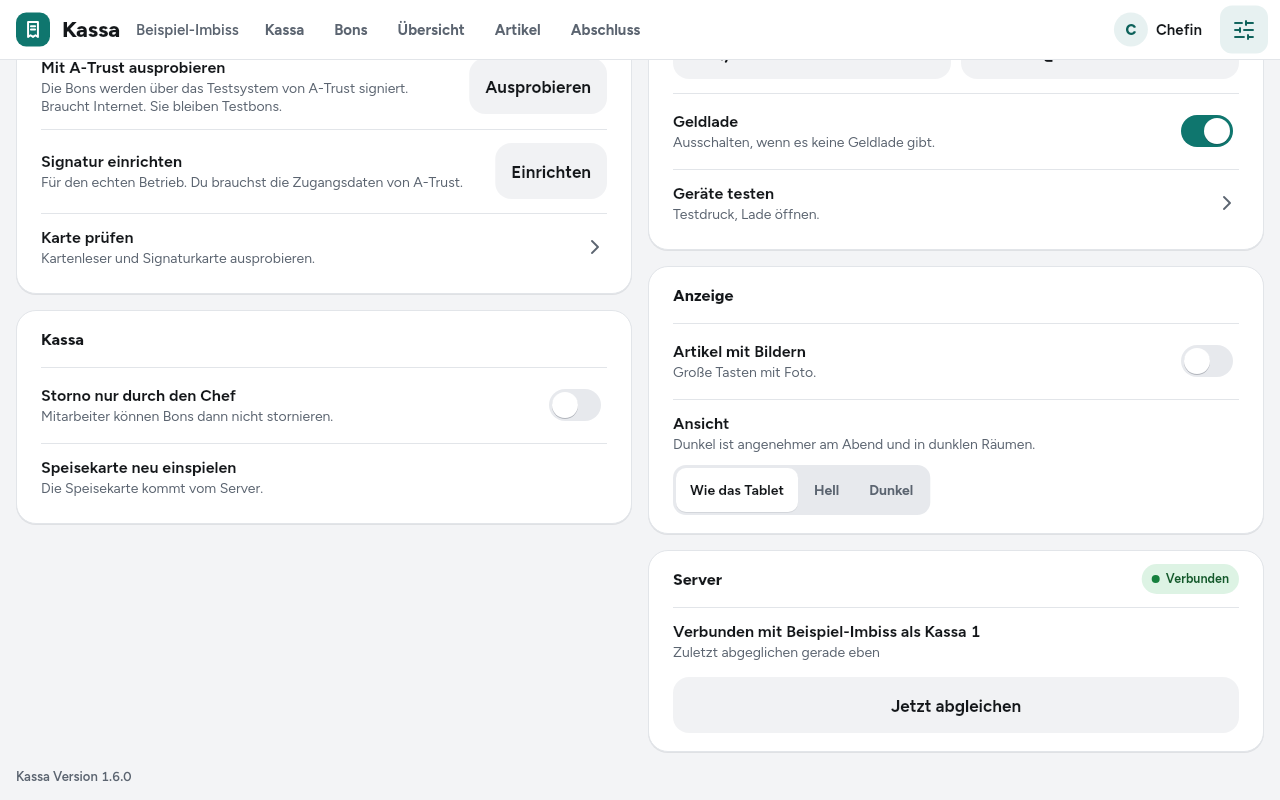 Kassa
Beispiel-Imbiss
Kassa
Bons
Übersicht
Artikel
Abschluss
C
Chefin
Mit A-Trust ausprobieren
Die Bons werden über das Testsystem von A-Trust signiert.
Braucht Internet. Sie bleiben Testbons.
Ausprobieren
Signatur einrichten
Für den echten Betrieb. Du brauchst die Zugangsdaten von A-Trust.
Einrichten
Karte prüfen
Kartenleser und Signaturkarte ausprobieren.
Kassa
Storno nur durch den Chef
Mitarbeiter können Bons dann nicht stornieren.
Speisekarte neu einspielen
Die Speisekarte kommt vom Server.
Geldlade
Ausschalten, wenn es keine Geldlade gibt.
Geräte testen
Testdruck, Lade öffnen.
Anzeige
Artikel mit Bildern
Große Tasten mit Foto.
Ansicht
Dunkel ist angenehmer am Abend und in dunklen Räumen.
Wie das Tablet
Hell
Dunkel
Server
Verbunden
Verbunden mit Beispiel-Imbiss als Kassa 1
Zuletzt abgeglichen gerade eben
Jetzt abgleichen
Kassa Version 1.6.0